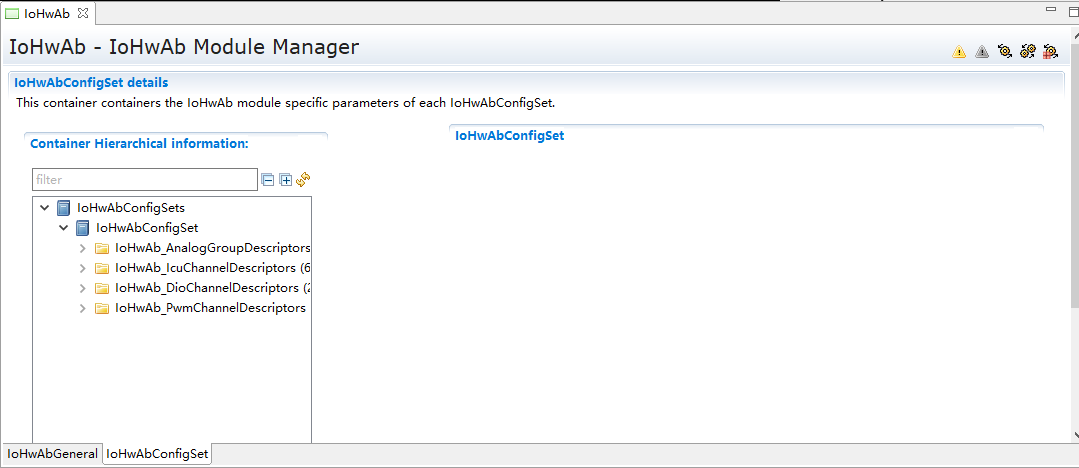 IoHwAb
IoHwAb - IoHwAb Module Manager
IoHwAbConfigSet details
This container containers the IoHwAb module specific parameters of each IoHwAbConfigSet.
Container Hierarchical information:
IoHwAbConfigSet
filter
IoHwAbConfigSets
IoHwAbConfigSet
IoHwAb_AnalogGroupDescriptors
IoHwAb_IcuChannelDescriptors (6
IoHwAb_DioChannelDescriptors (2
IoHwAb_PwmChannelDescriptors
IoHwAbGeneral
IoHwAbConfigSet